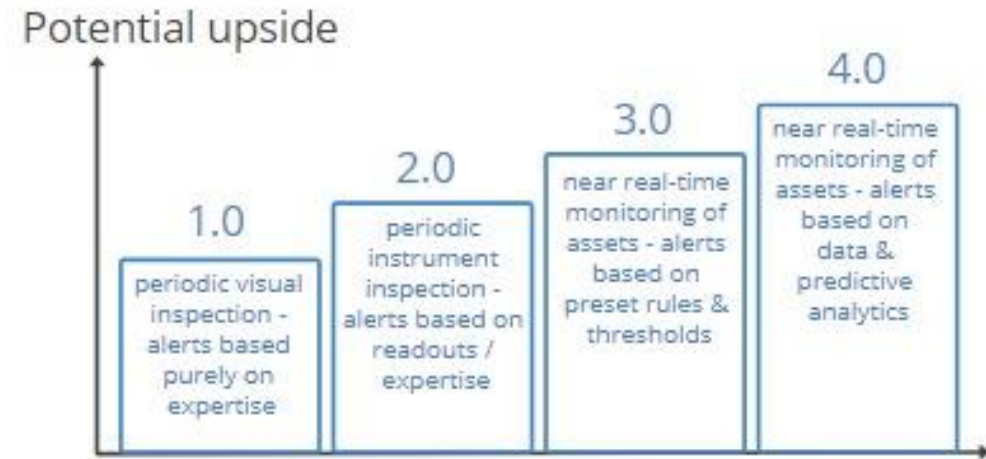 Potential upside
1.0
periodic visual
inspection -
alerts based
purely on
expertise
2.0
periodic
instrument
inspection -
alerts based on
readouts /
expertise
3.0
near real-time
monitoring of
assets - alerts
based on
preset rules &
thresholds
4.0
near real-time
monitoring of
assets - alerts
based on
data &
predictive
analytics